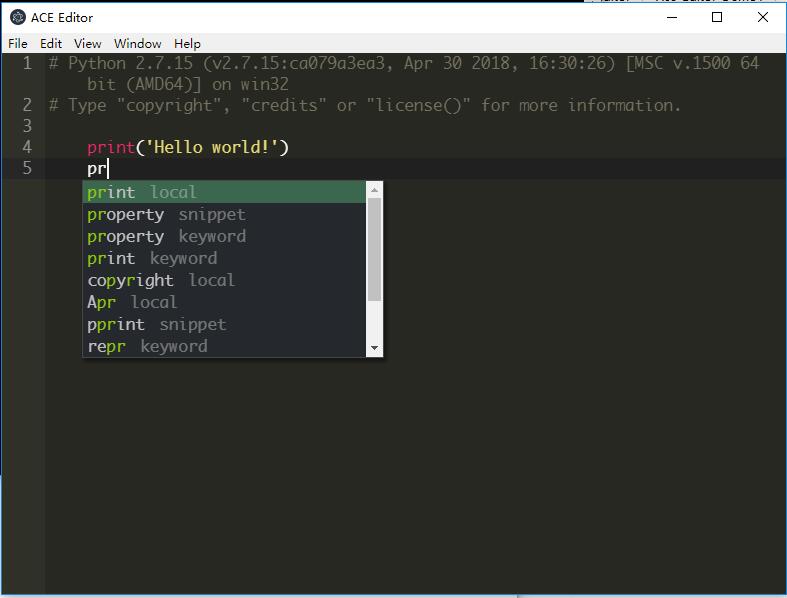 ACE Editor
File Edit View Window Help
1 # Python 2.7.15 (v2.7.15:ca079a3ea3, Apr 30 2018, 16:30:26) [MSC v.1500 64
bit (AMD64)] on win32
2 # Type "copyright", "credits" or "license()" for more information.
3
4 print('Hello world!')
5 pr
print local
property snippet
property keyword
print keyword
copyright local
Apr local
pprint snippet
repr keyword